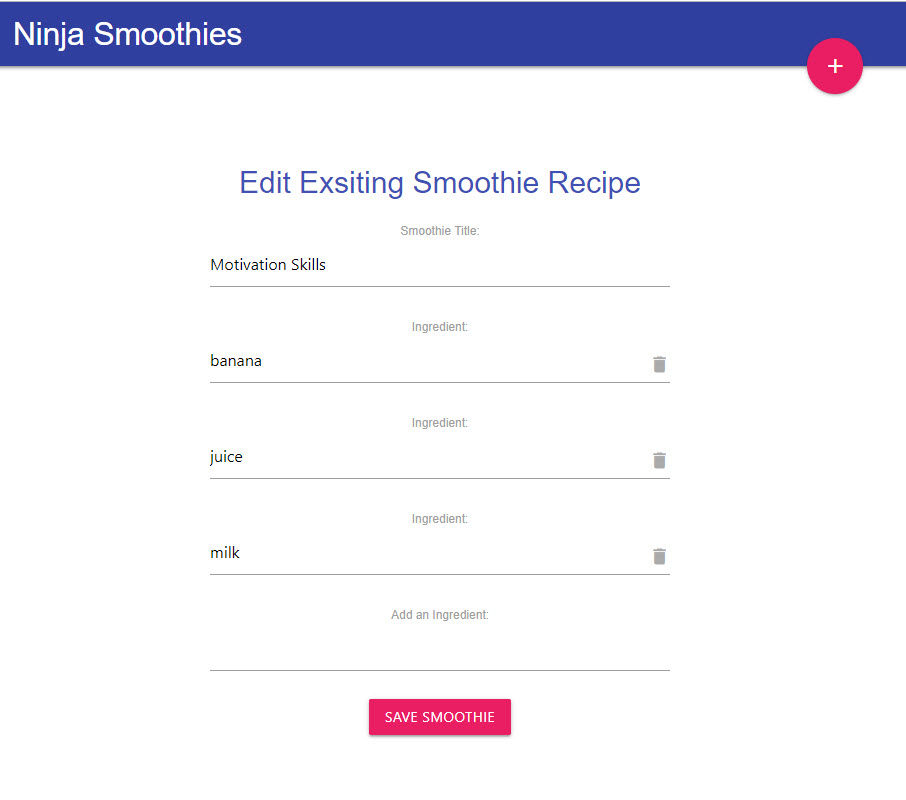 Ninja Smoothies
+
Edit Exsiting Smoothie Recipe
Smoothie Title:
Motivation Skills
Ingredient:
banana
Ingredient:
juice
Ingredient:
milk
Add an Ingredient:
SAVE SMOOTHIE